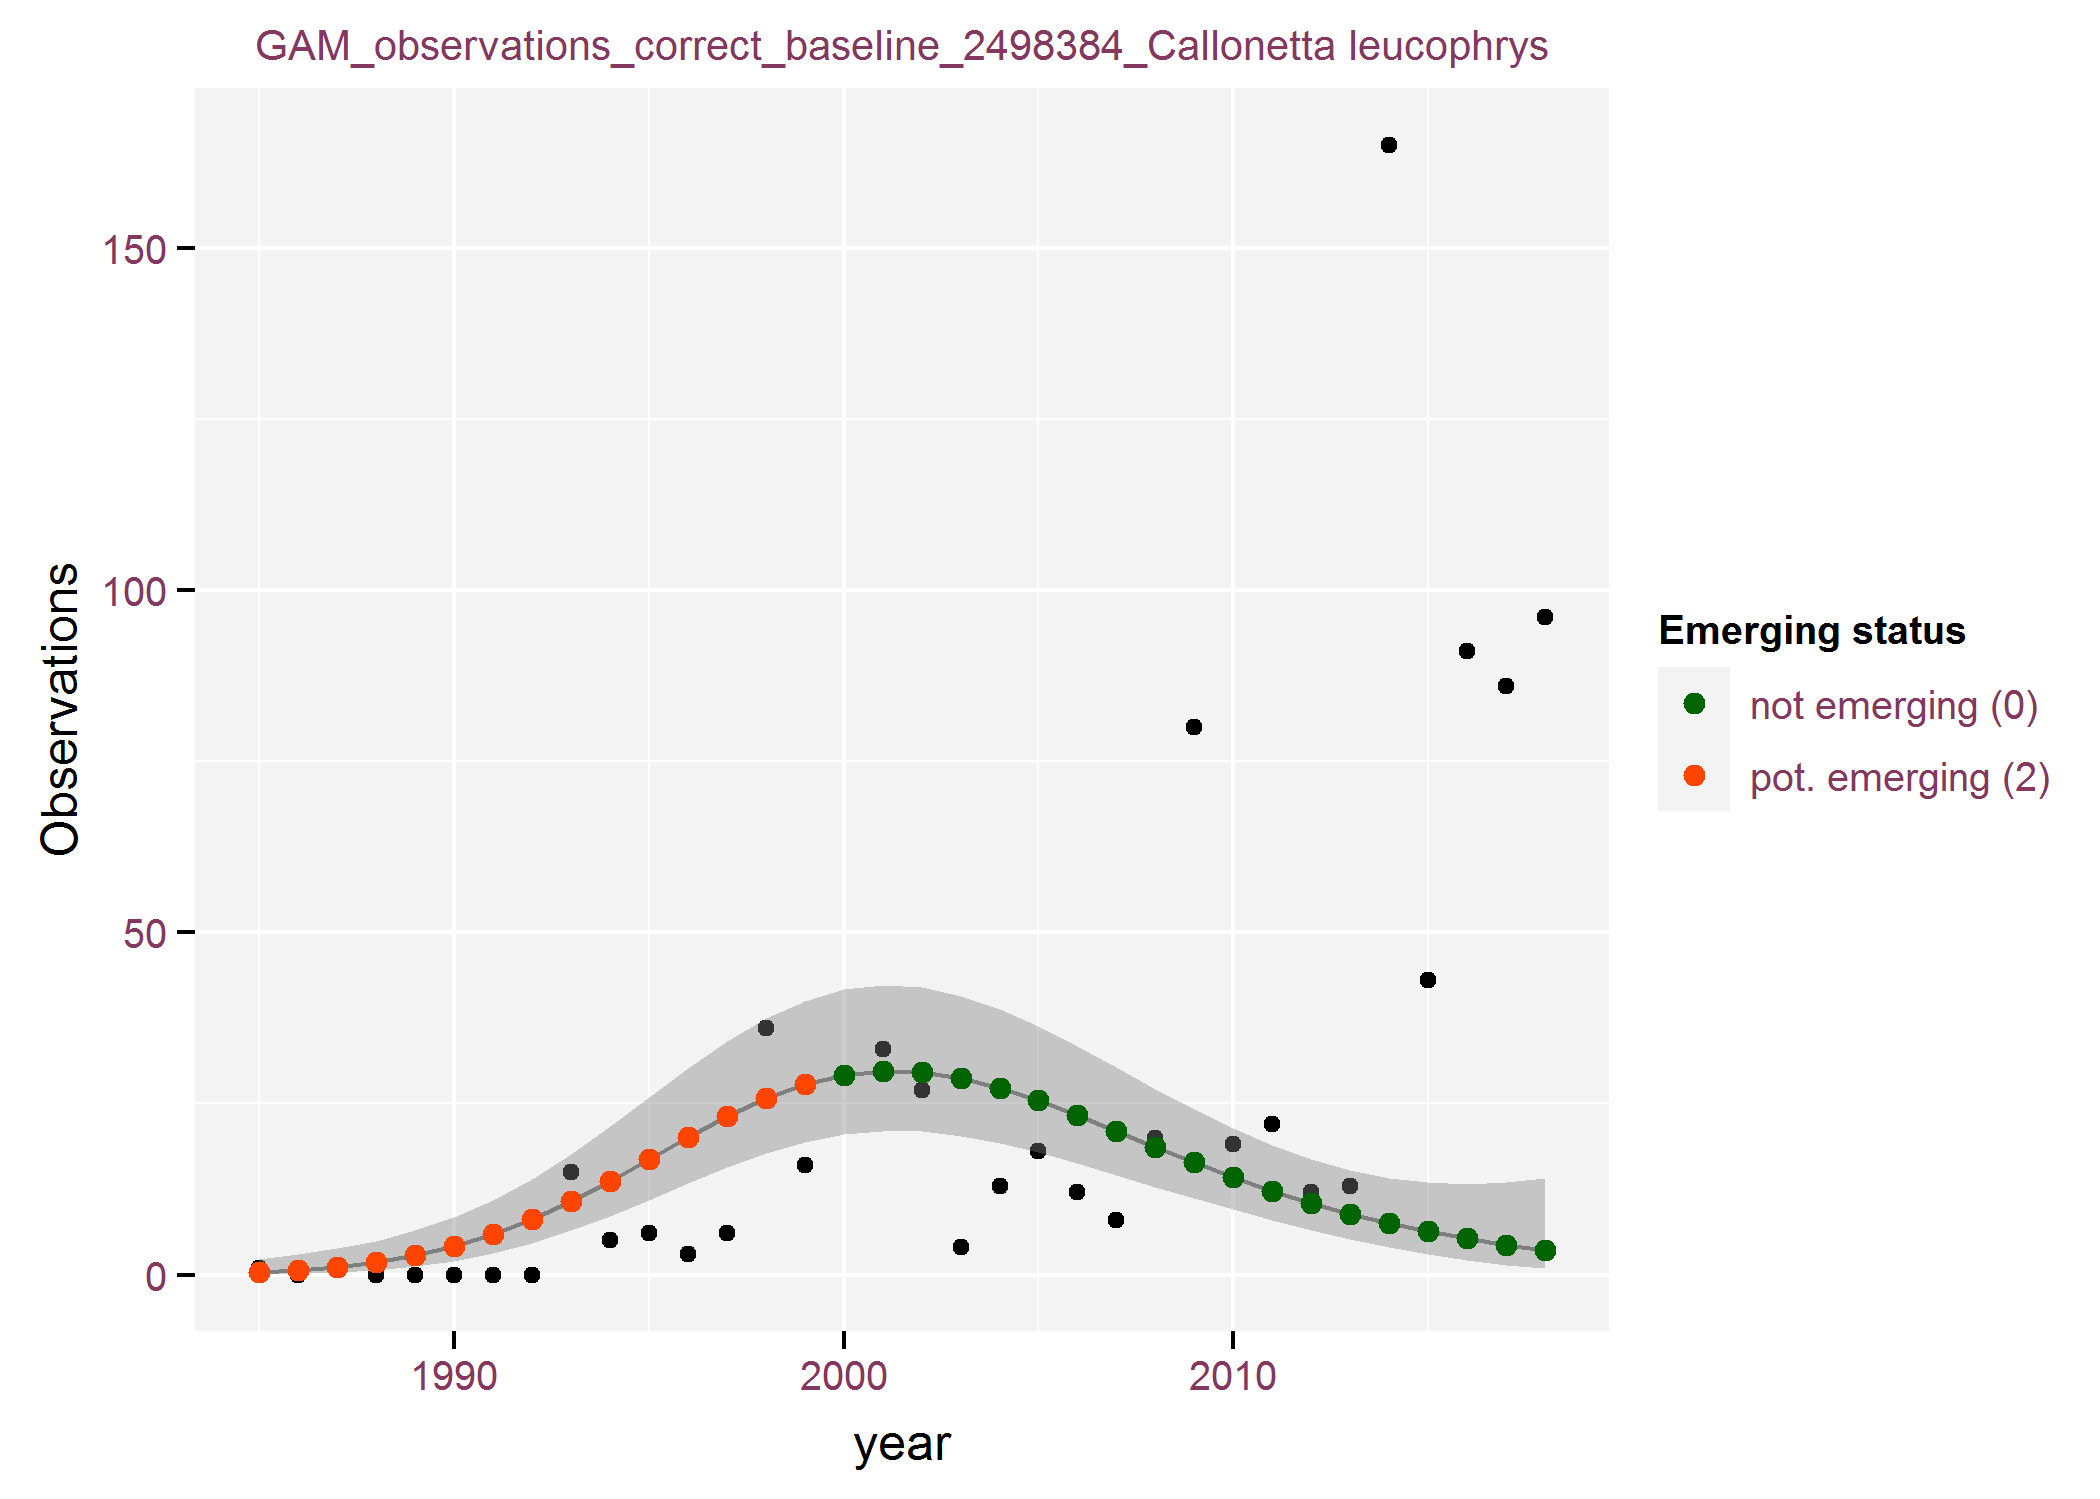 GAM_observations_correct_baseline_2498384_Callonetta leucophrys
150
100
50
0
Observations
1990
2000
2010
year
Emerging status
not emerging (0)
pot. emerging (2)